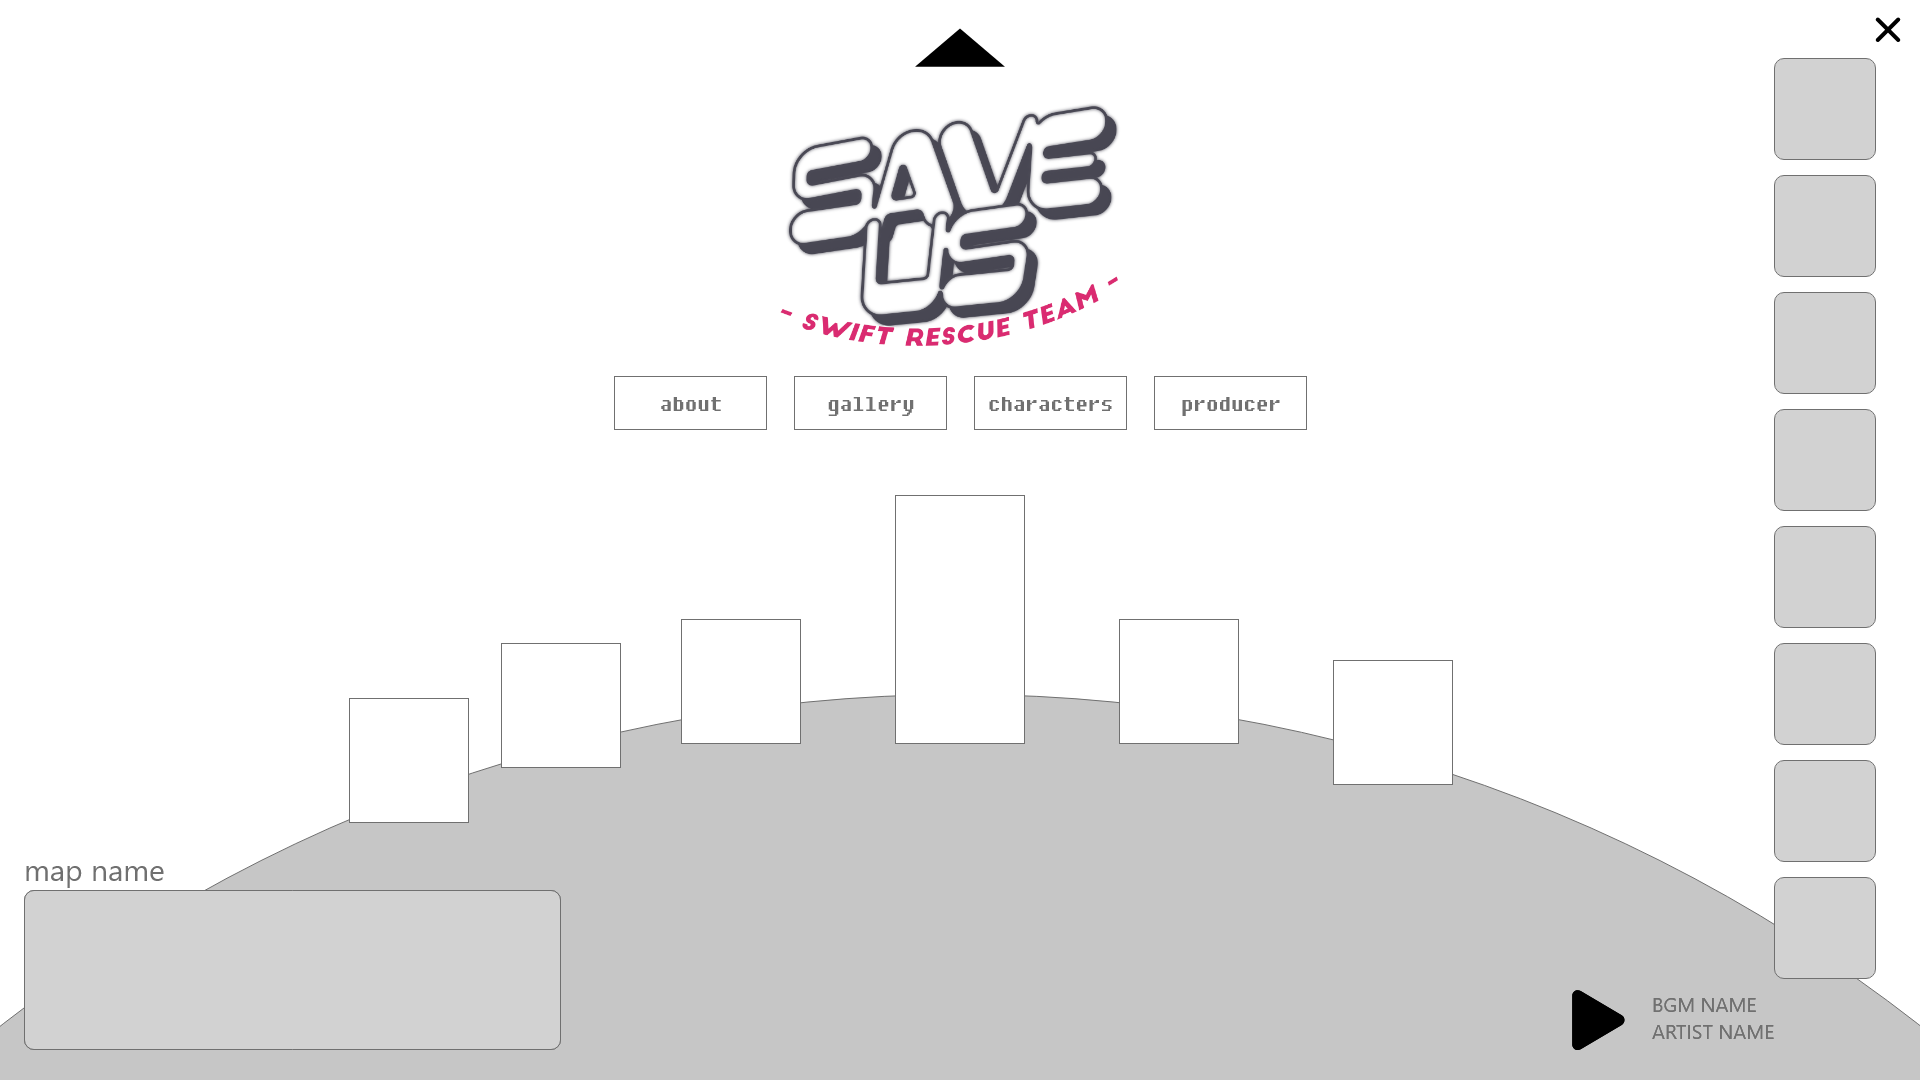 SAVE
US
- SWIFT RESCUE TEAM -
about
gallery
characters
producer
map name
BGM NAME
ARTIST NAME